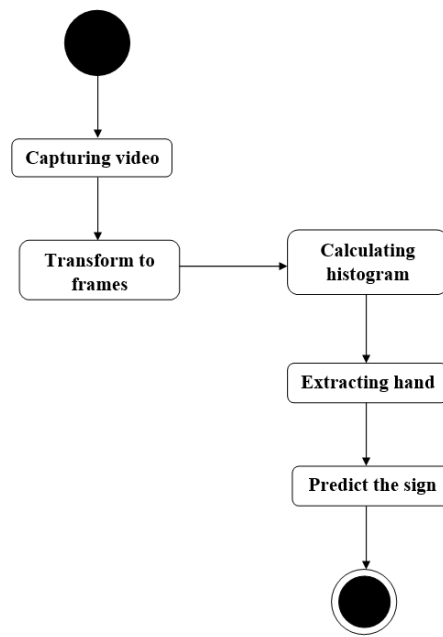 Capturing video
Transform to
frames
Calculating
histogram
Extracting hand
Predict the sign